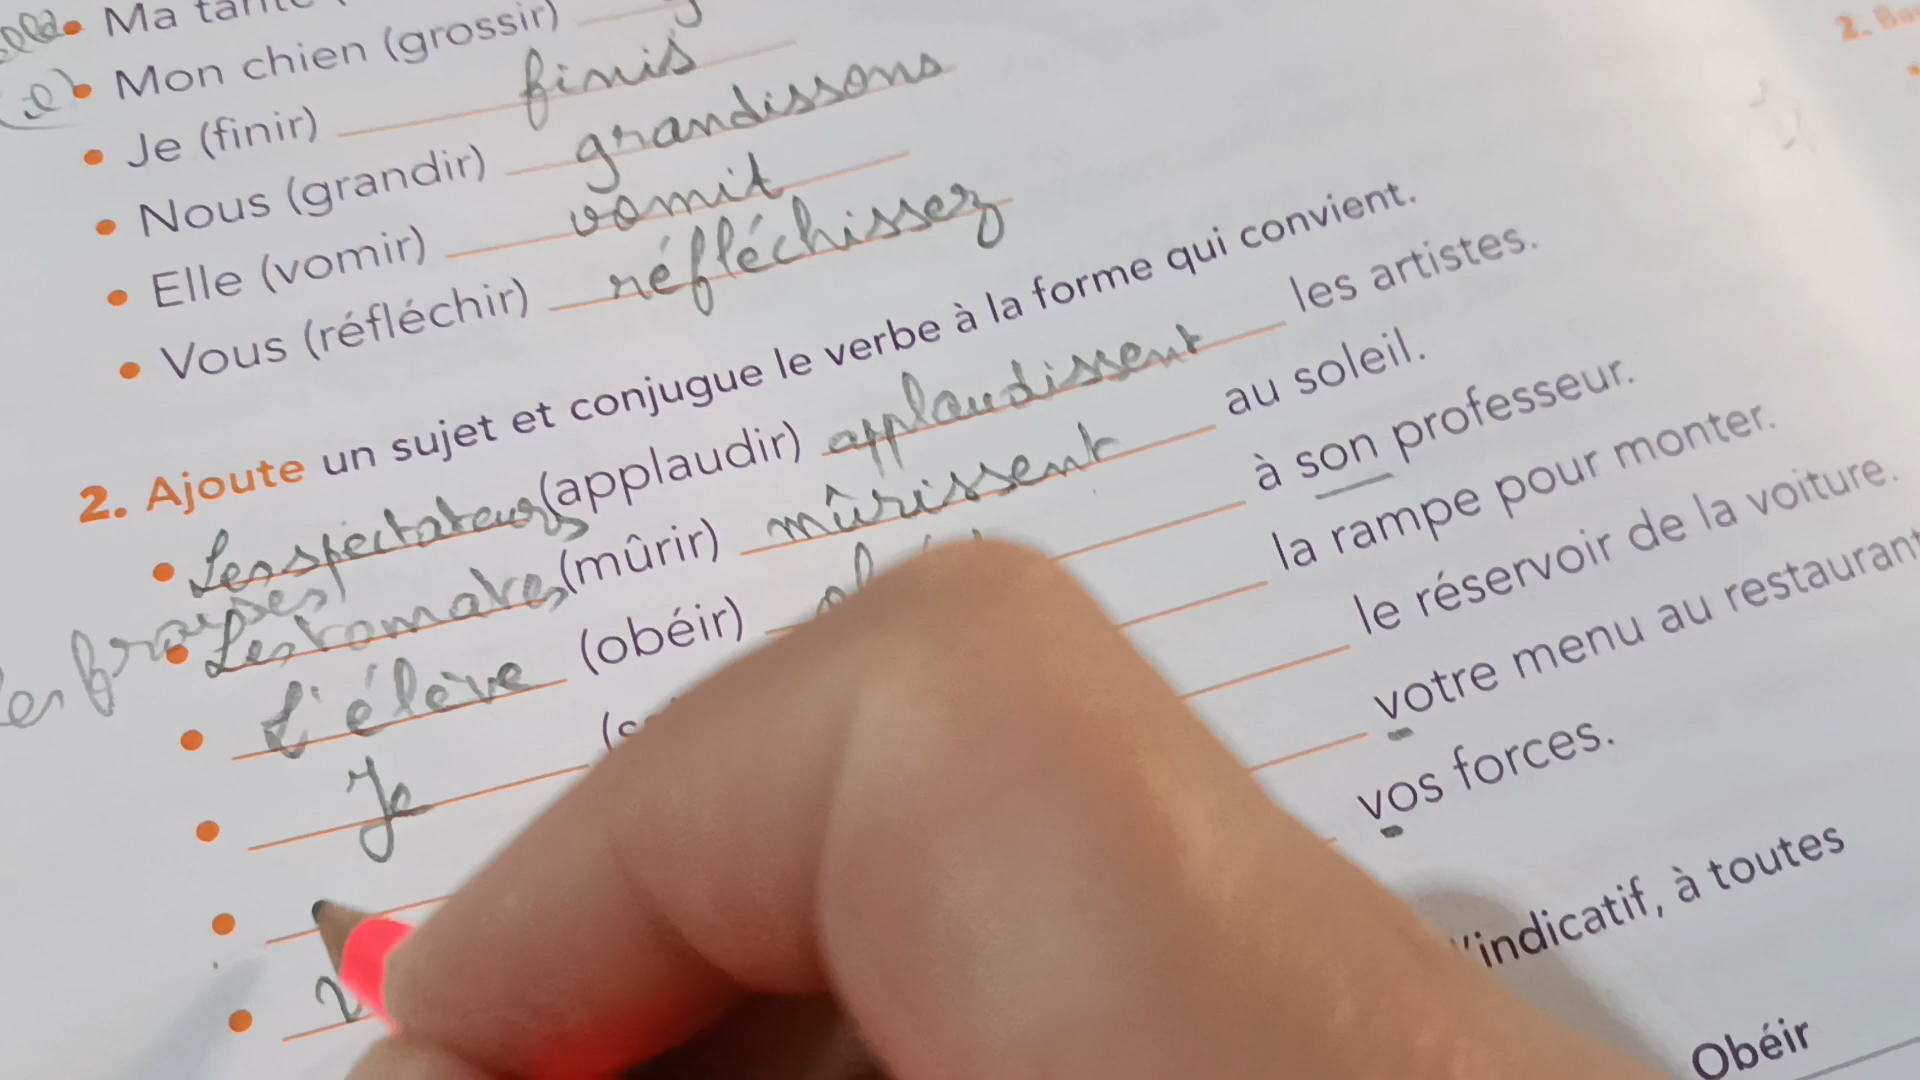 Ma
Mon chien (grossir)
Je (finir) finis
Nous (grandir) grandissons
Elle (vomir) vomit
Vous (réfléchir) réfléchissez
2. Ajoute un sujet et conjugue le verbe à la forme qui convient.
Les spectateurs (applaudir) applaudissent les artistes.
Les tomates (mûrir) mûrissent au soleil.
L'élève (obéir) à son professeur.
Je la rampe pour monter.
le réservoir de la voiture.
votre menu au restaurant
vos forces.
l'indicatif, à toutes
Obéir